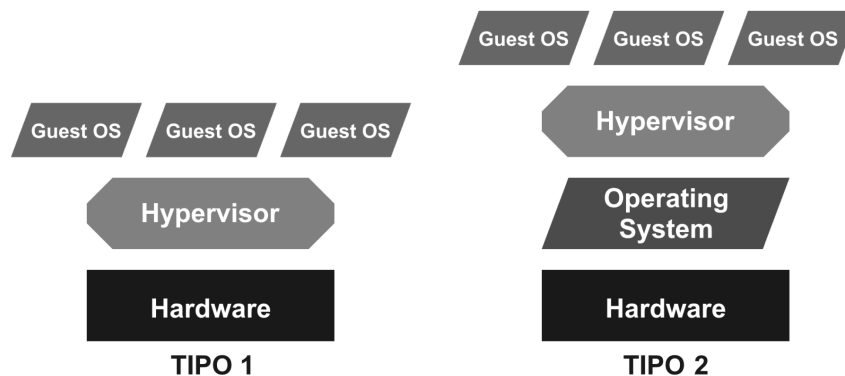 Guest OS Guest OS Guest OS
Hypervisor
Hardware
TIPO 1
Guest OS Guest OS Guest OS
Hypervisor
Operating
System
Hardware
TIPO 2